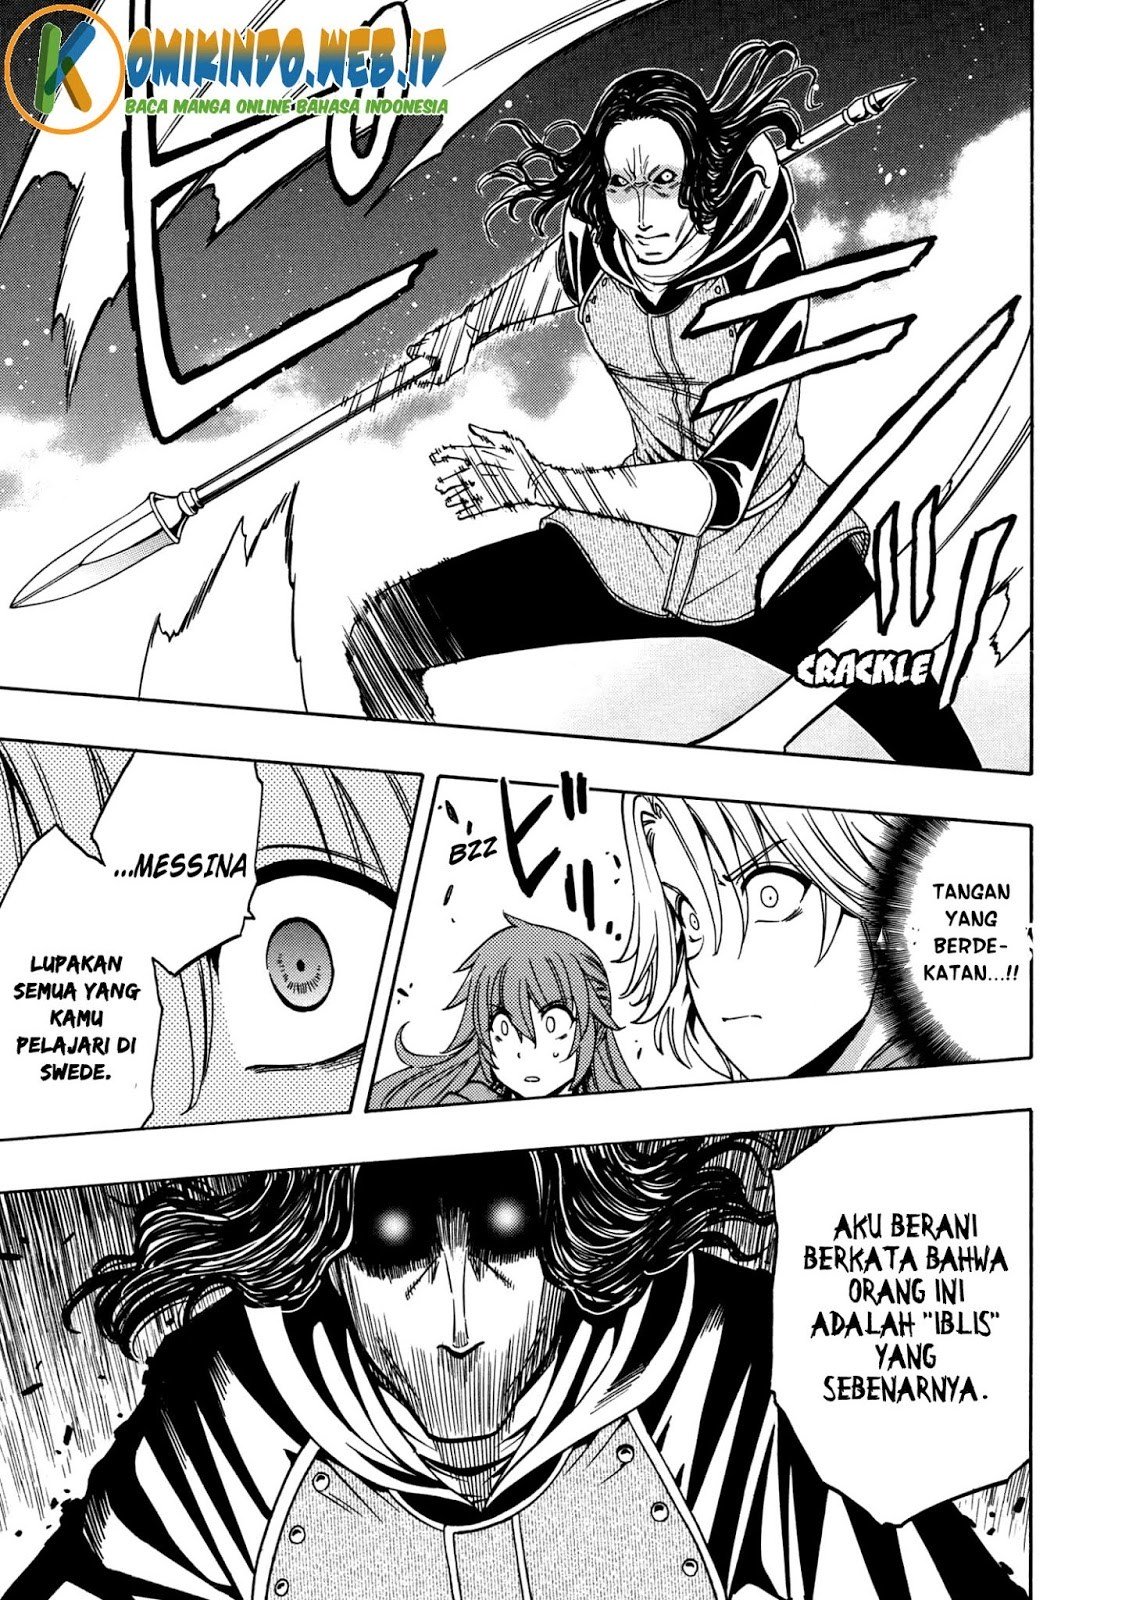 KOMIKINDO.WEB.ID
BACA MANGA ONLINE BAHASA INDONESIA
CRACKLE
TANGAN
YANG
BERDE-
KATAN...!!
BZZ
...MESSINA
LUPAKAN
SEMUA YANG
KAMU
PELAJARI DI
SWEDE.
AKU BERANI
BERKATA BAHWA
ORANG INI
ADALAH "IBLIS"
YANG
SEBENARNYA.